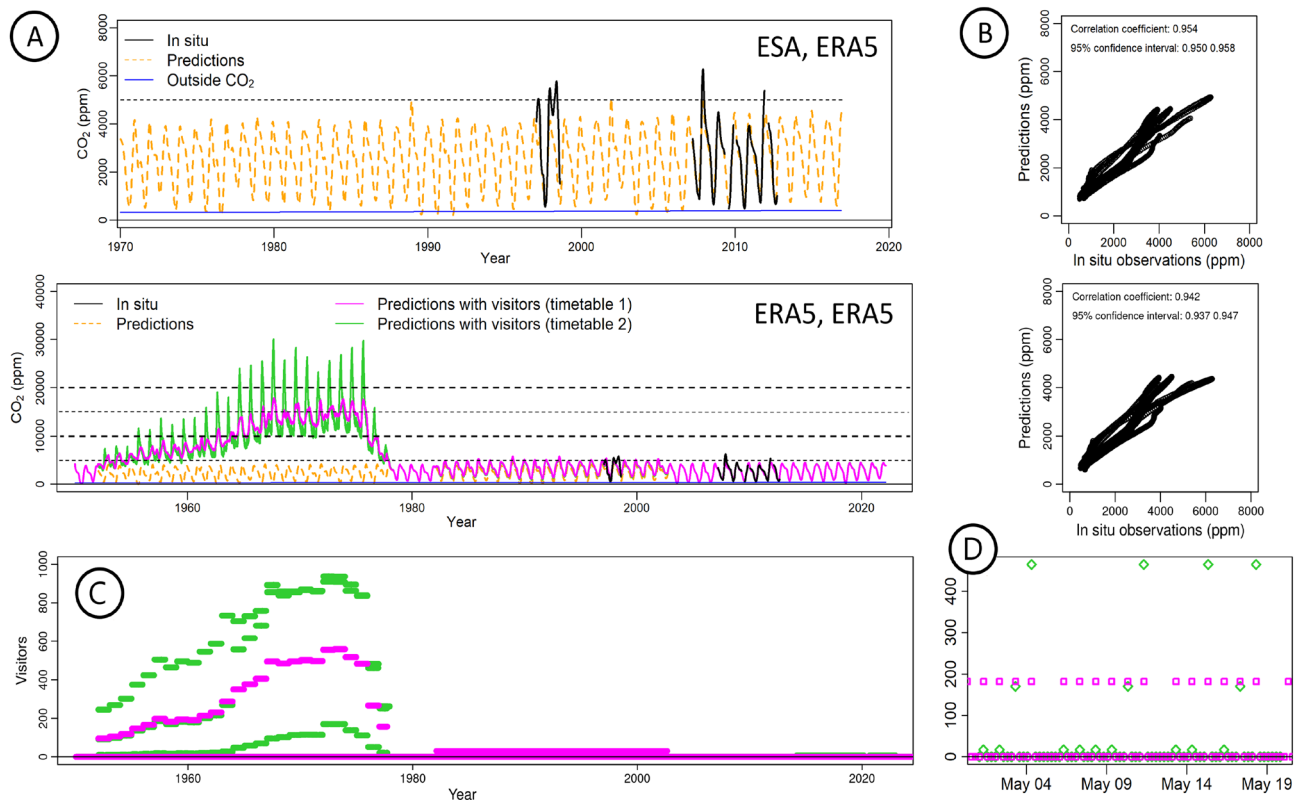 A
8000
6000
4000
2000
0
CO2 (ppm)
In situ
Predictions
Outside CO2
ESA, ERA5
1970
1980
1990
2000
2010
2020
Year
B
Correlation coefficient: 0.954
95% confidence interval: 0.950 0.958
8000
6000
4000
2000
0
Predictions (ppm)
0
2000
4000
6000
8000
In situ observations (ppm)
40000
30000
20000
10000
0
CO2 (ppm)
In situ
Predictions
Predictions with visitors (timetable 1)
Predictions with visitors (timetable 2)
ERA5, ERA5
1960
1980
2000
2020
Year
Correlation coefficient: 0.942
95% confidence interval: 0.937 0.947
8000
6000
4000
2000
0
Predictions (ppm)
0
2000
4000
6000
8000
In situ observations (ppm)
C
1000
800
600
400
200
0
Visitors
1960
1980
2000
2020
Year
D
400
300
200
100
0
May 04
May 09
May 14
May 19